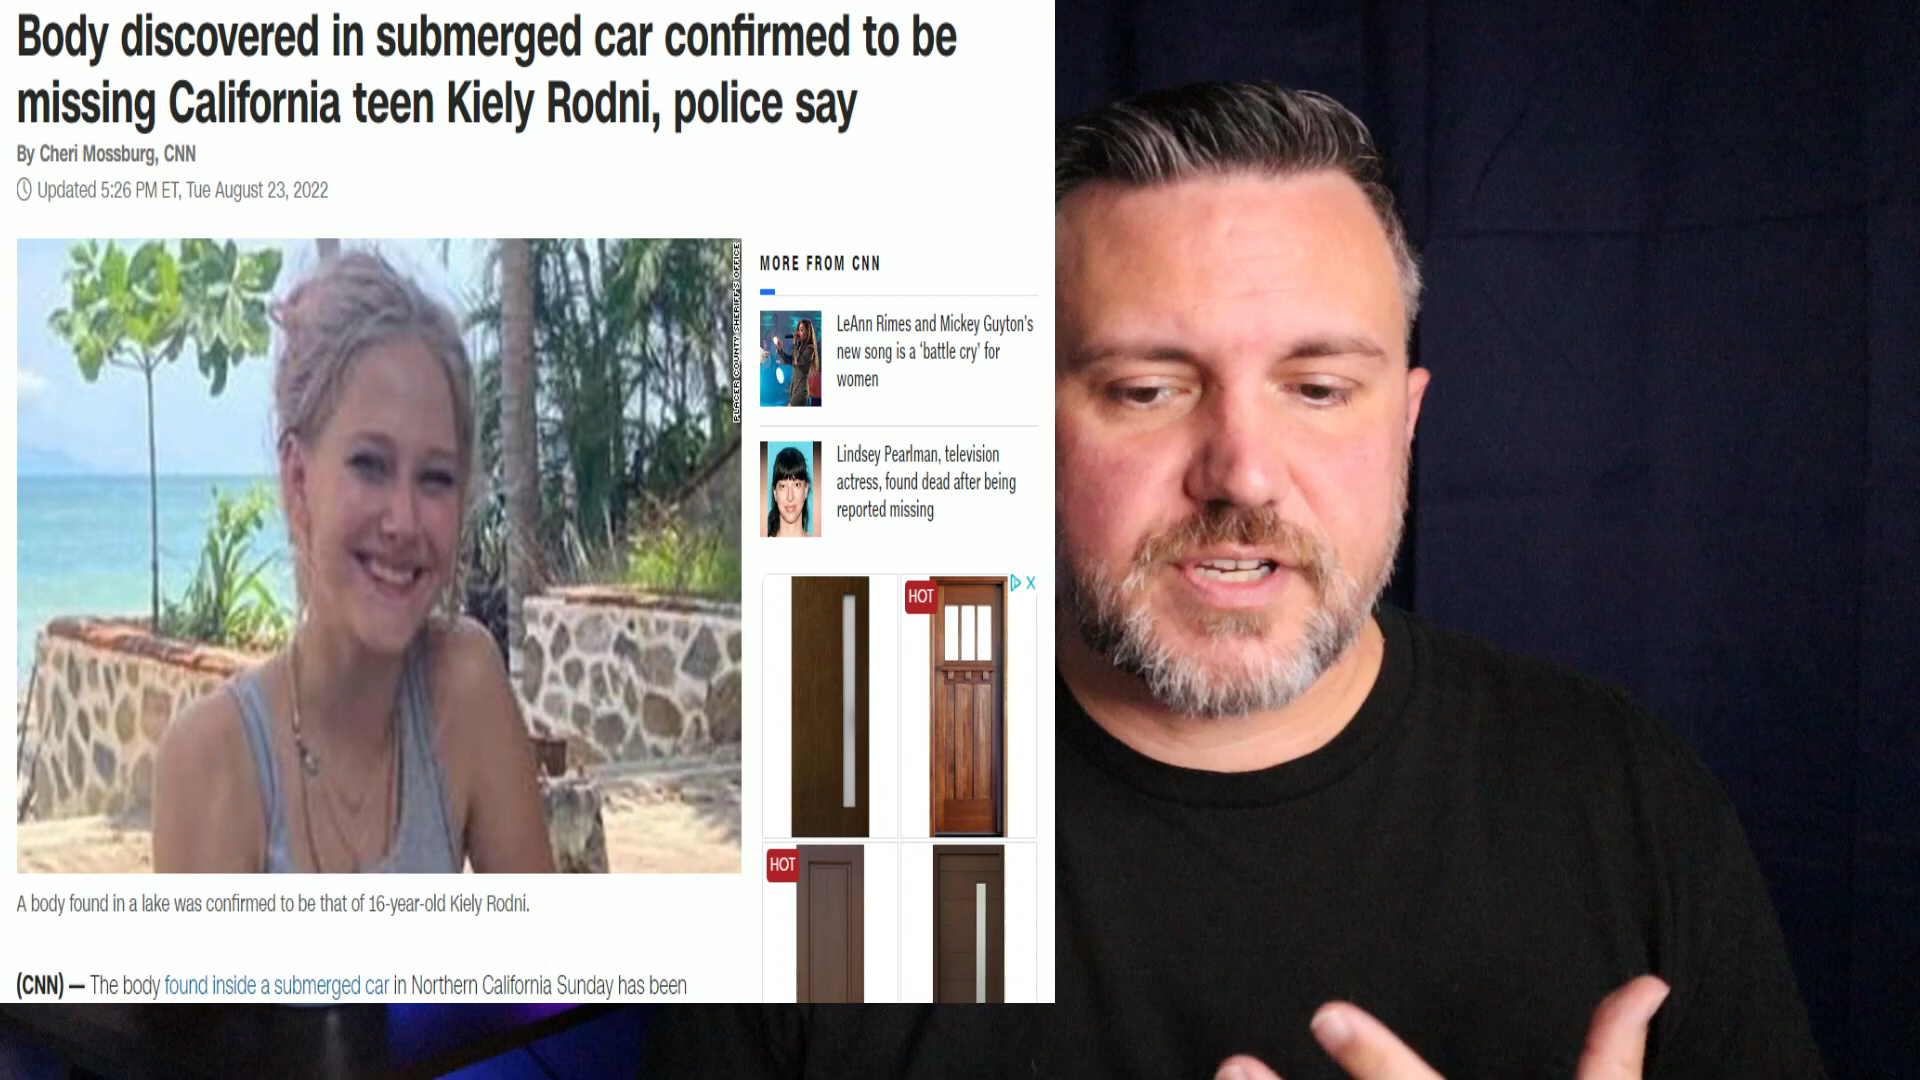 Body discovered in submerged car confirmed to be
missing California teen Kiely Rodni, police say
By Cheri Mossburg, CNN
Updated 5:26 PM ET, Tue August 23, 2022
PLACER COUNTY SHERIFF'S OFFICE
MORE FROM CNN
LeAnn Rimes and Mickey Guyton's
new song is a 'battle cry' for
women
Lindsey Pearlman, television
actress, found dead after being
reported missing
HOT
HOT
A body found in a lake was confirmed to be that of 16-year-old Kiely Rodni.
(CNN) — The body found inside a submerged car in Northern California Sunday has been